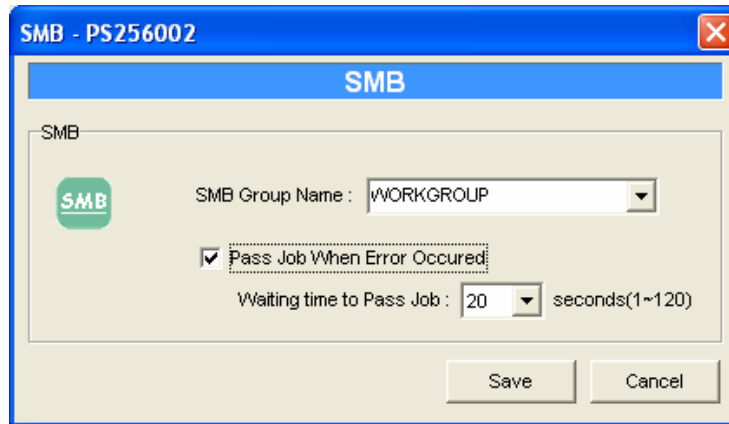 SMB - PS256002
SMB
SMB
SMB
SMB Group Name : WORKGROUP
Pass Job When Error Occured
Waiting time to Pass Job : 20 seconds(1~120)
Save Cancel